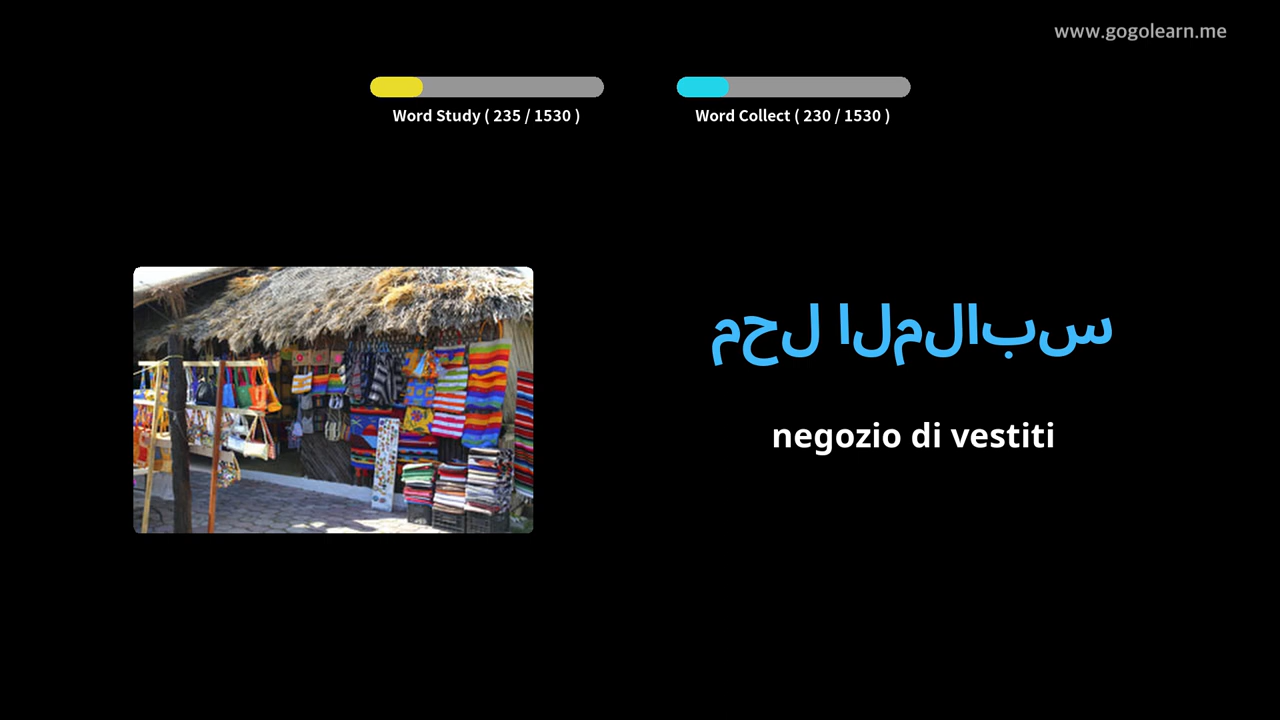 www.gogolearn.me
Word Study ( 235 / 1530 )
Word Collect ( 230 / 1530 )
محل الملابس
negozio di vestiti